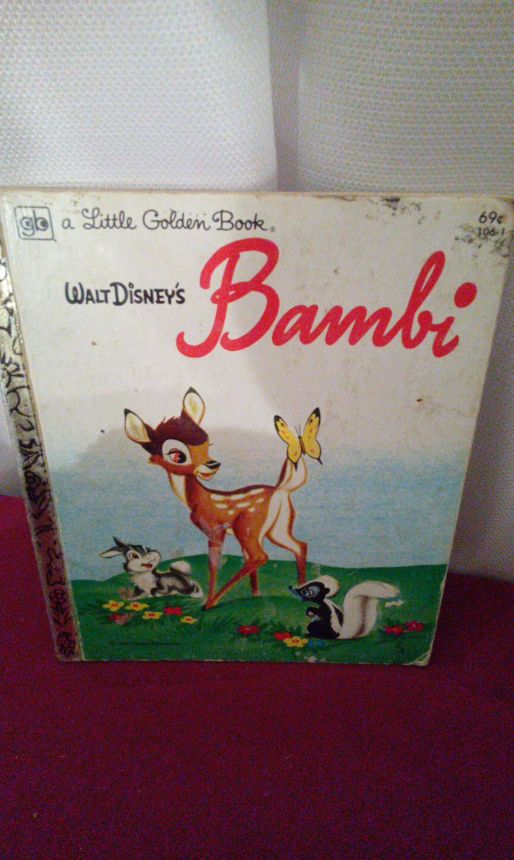 gb a Little Golden Book® 69¢
106-1
WALT DISNEY'S Bambi